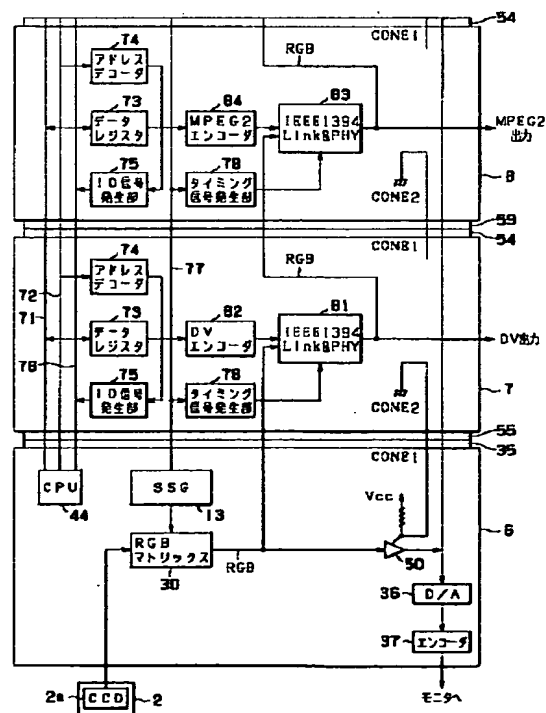 54
CONE1
RGB
74
アドレス
デコーダ
73
データ
レジスタ
84
MPEG2
エンコーダ
83
IEEE1394
Link&PHY
MPEG2
出力
75
ID信号
発生部
78
タイミング
信号発生部
8
CONE2
59
54
CONE1
74
アドレス
デコーダ
77
RGB
72
71
76
73
データ
レジスタ
82
DV
エンコーダ
81
IEEE1394
Link&PHY
DV出力
75
ID信号
発生部
78
タイミング
信号発生部
7
CONE2
55
35
CONE1
CPU
44
SSG
13
Vcc
6
RGB
マトリックス
30
RGB
50
36
D/A
37
エンコーダ
2a
CCD
2
モニタへ